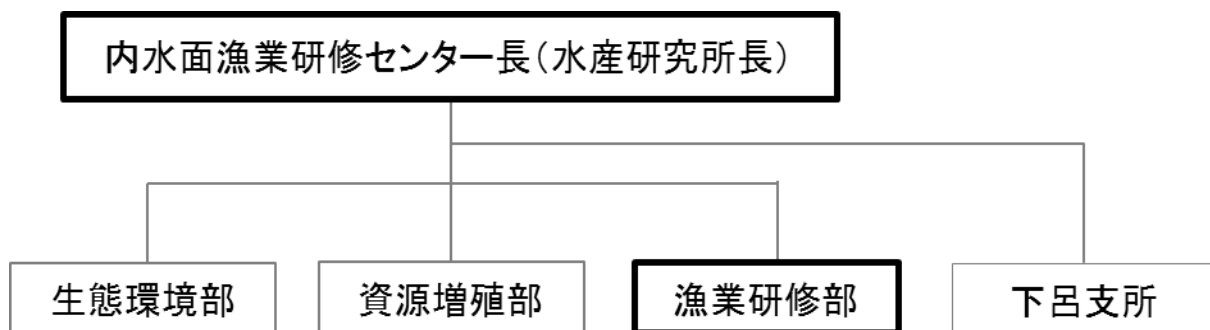 内水面漁業研修センター長(水産研究所長)
生態環境部
資源増殖部
漁業研修部
下呂支所